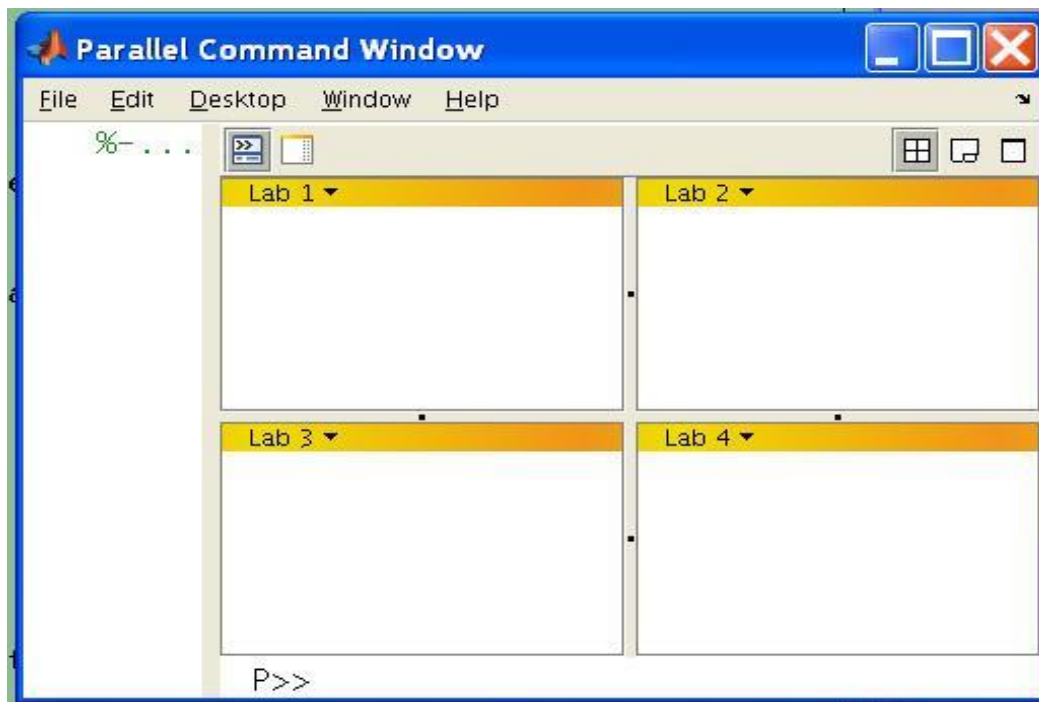 Parallel Command Window
File Edit Desktop Window Help
%-...
Lab 1
Lab 2
Lab 3
Lab 4
P>>